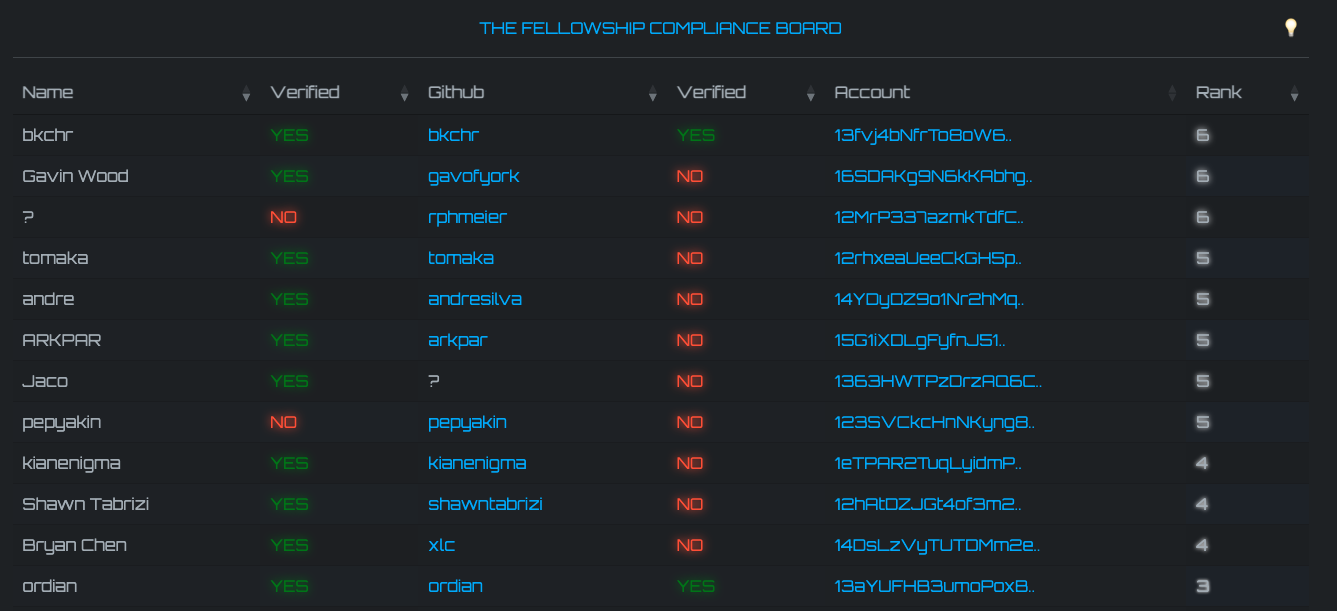 THE FELLOWSHIP COMPLIANCE BOARD
Name Verified Github Verified Account Rank
bkchr YES bkchr YES 13fvj4bNfrTo8oW6.. 6
Gavin Wood YES gavofyork NO 16SDAKg9N6kKAbhg.. 6
? NO rphmeier NO 12MrP337azmkTdfC.. 6
tomaka YES tomaka NO 12rhxeaUeeCkGH5p.. 5
andre YES andresilva NO 14YDyDZ9o1Nr2hMq.. 5
ARKPAR YES arkpar NO 15G1iXDLgFyfnJ51.. 5
Jaco YES ? NO 1363HWTPzDrzAQ6C.. 5
pepyakin NO pepyakin NO 123SVCkcHnNKyng8.. 5
kianenigma YES kianenigma NO 1eTPAR2TuqLyidmP.. 4
Shawn Tabrizi YES shawntabrizi NO 12hAtDZJGt4of3m2.. 4
Bryan Chen YES xlc NO 14DsLzVyTUTDMm2e.. 4
ordian YES ordian YES 13aYUFHB3umoPoxB.. 3